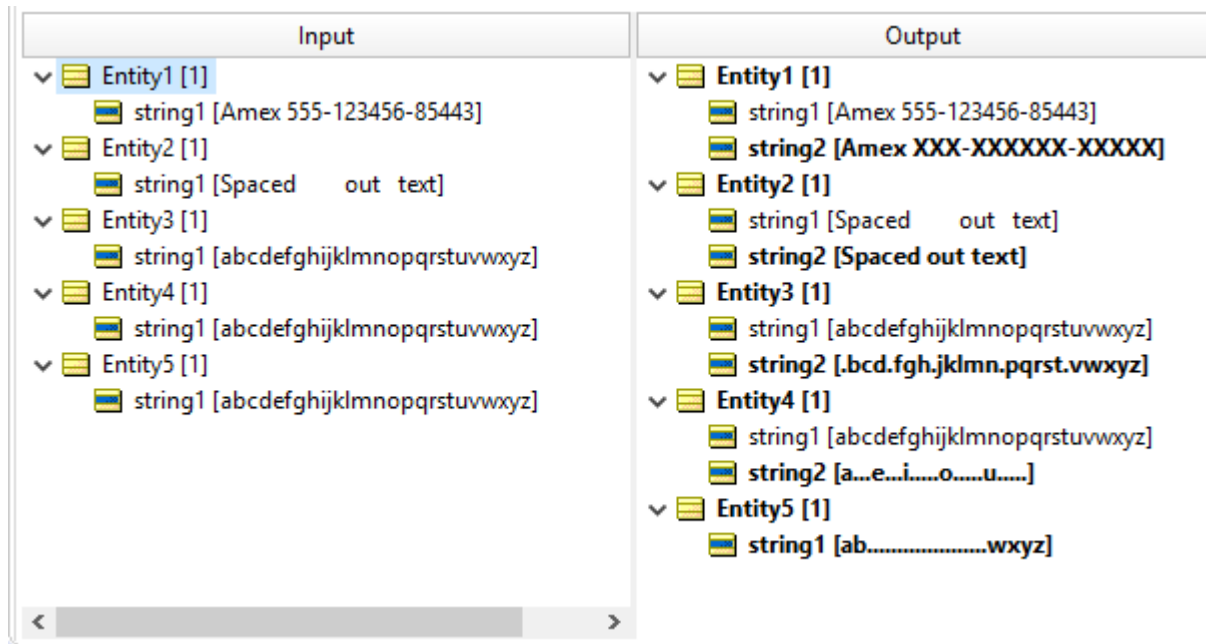 Input
Entity1 [1]
string1 [Amex 555-123456-85443]
Entity2 [1]
string1 [Spaced      out  text]
Entity3 [1]
string1 [abcdefghijklmnopqrstuvwxyz]
Entity4 [1]
string1 [abcdefghijklmnopqrstuvwxyz]
Entity5 [1]
string1 [abcdefghijklmnopqrstuvwxyz]
Output
Entity1 [1]
string1 [Amex 555-123456-85443]
string2 [Amex XXX-XXXXXX-XXXXX]
Entity2 [1]
string1 [Spaced      out  text]
string2 [Spaced out text]
Entity3 [1]
string1 [abcdefghijklmnopqrstuvwxyz]
string2 [.bcd.fgh.jklmn.pqrst.vwxyz]
Entity4 [1]
string1 [abcdefghijklmnopqrstuvwxyz]
string2 [a...e...i.....o.....u.....]
Entity5 [1]
string1 [ab....................wxyz]